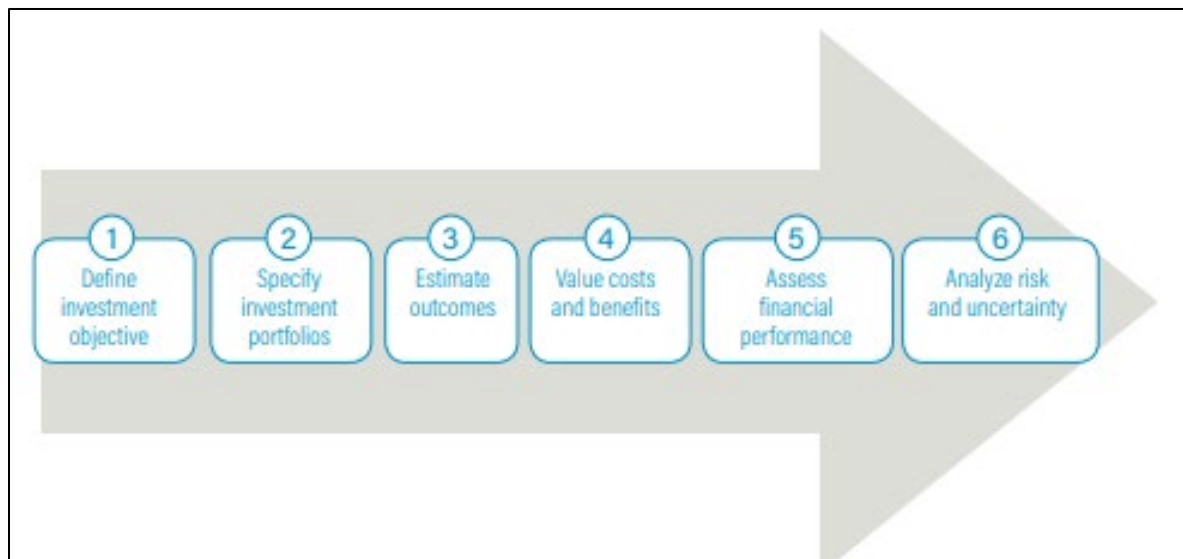 1
Define
investment
objective
2
Specify
investment
portfolios
3
Estimate
outcomes
4
Value costs
and benefits
5
Assess
financial
performance
6
Analyze risk
and uncertainty